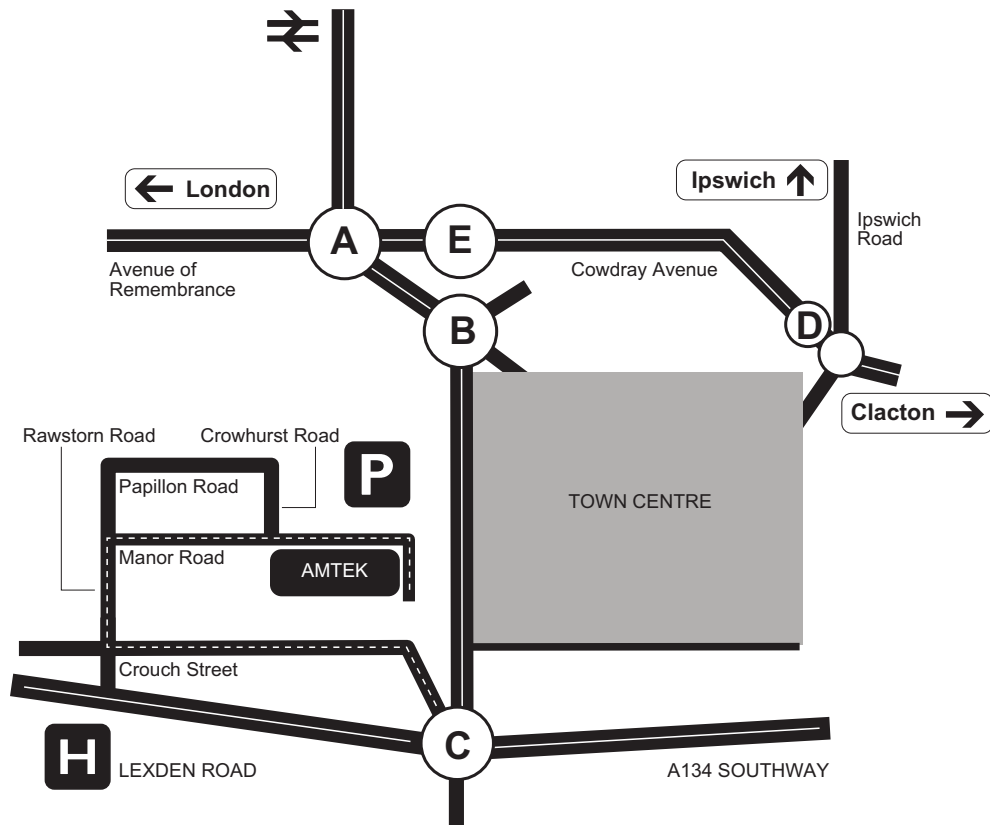 ← London
Ipswich ↑
Ipswich
Road
A
E
Avenue of
Remembrance
Cowdray Avenue
B
D
Clacton →
Rawstorn Road
Crowhurst Road
P
Papillon Road
TOWN CENTRE
Manor Road
AMTEK
Crouch Street
C
H
LEXDEN ROAD
A134 SOUTHWAY